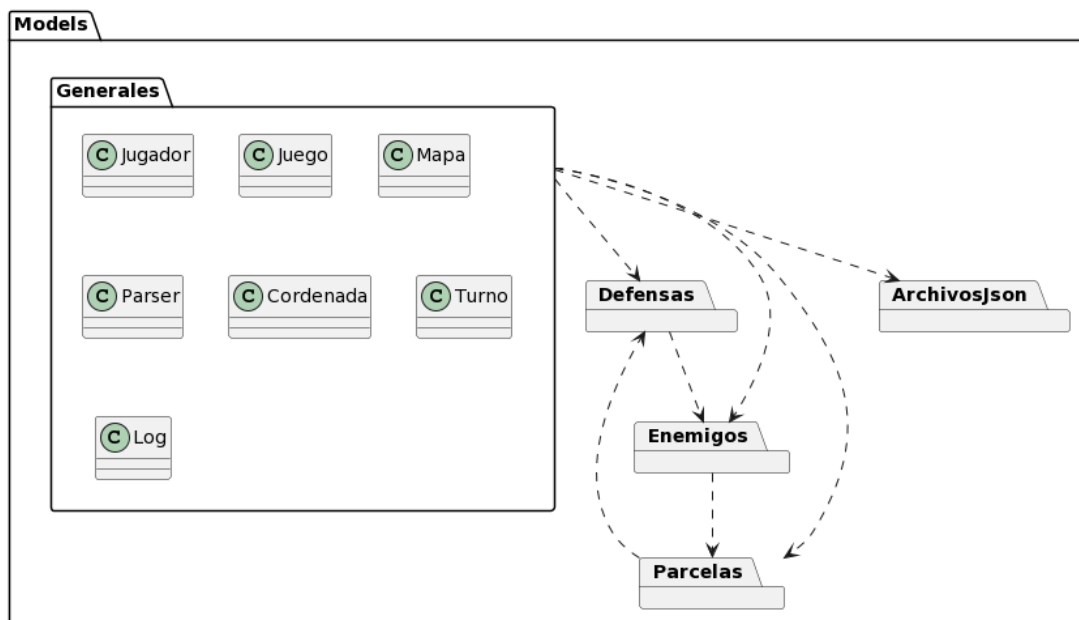 Models
Generales
C Jugador
C Juego
C Mapa
C Parser
C Cordenada
C Turno
C Log
Defensas
ArchivosJson
Enemigos
Parcelas